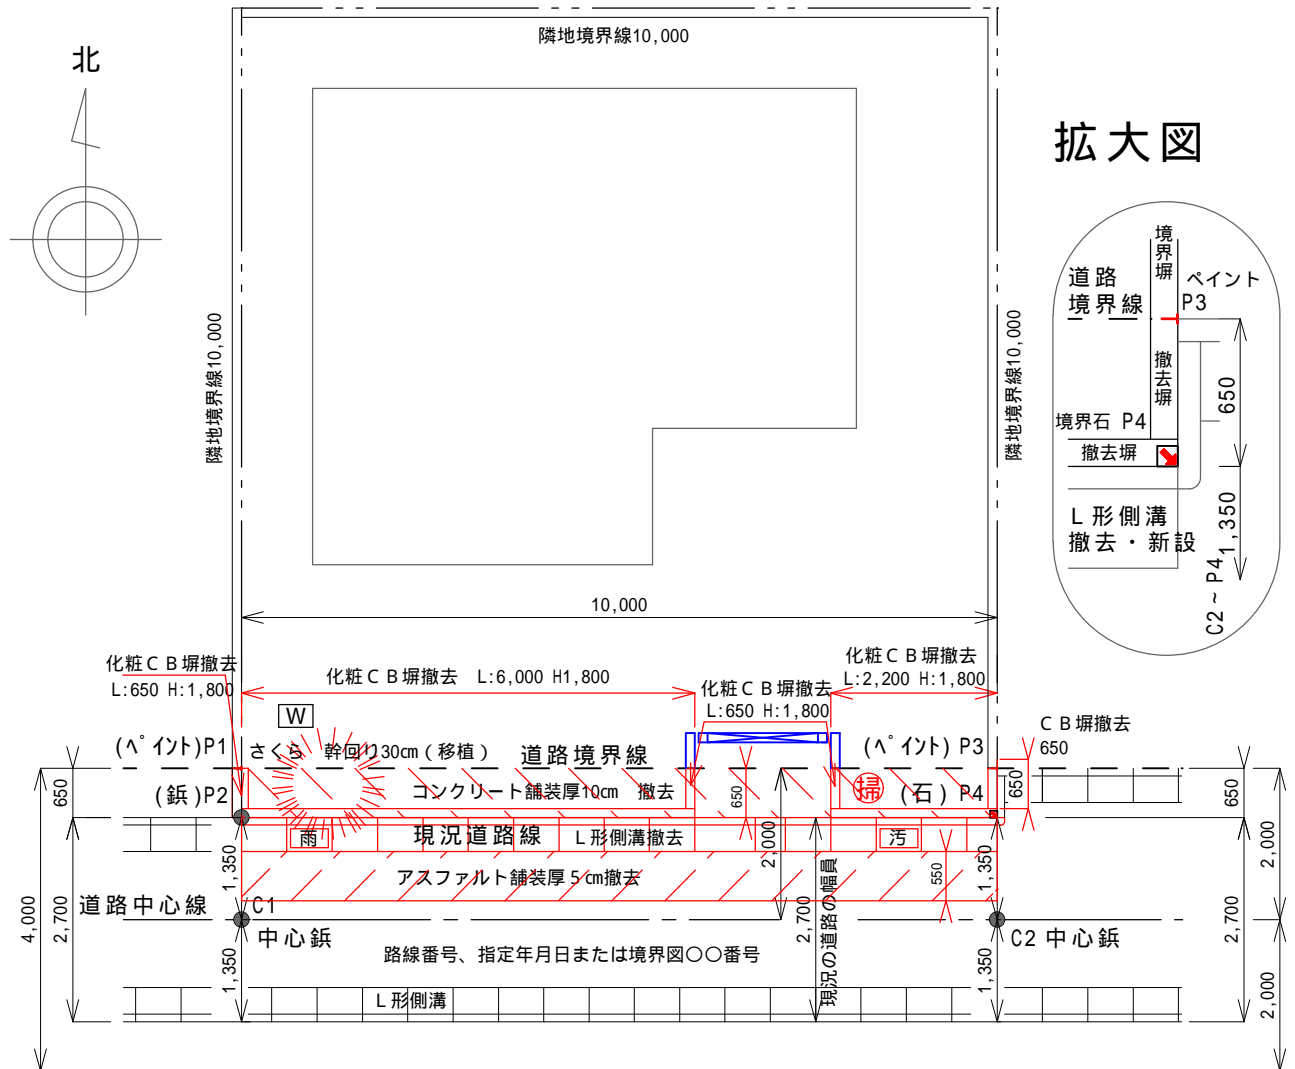 隣地境界線10,000
北
拡大図
隣地境界線10,000
隣地境界線10,000
境界塀
道路
境界線
ペイント
P3
撤去塀
650
境界石 P4
撤去塀
1,350
L形側溝
撤去・新設
C2～P4
10,000
化粧CB塀撤去
L:650 H:1,800
化粧CB塀撤去 L:6,000 H1,800
化粧CB塀撤去
L:650 H:1,800
化粧CB塀撤去
L:2,200 H:1,800
CB塀撤去
650
W
(ペイント)P1
さくら 幹回り30cm(移植)
道路境界線
(ペイント) P3
650
(鋲)P2
コンクリート舗装厚10cm 撤去
650
掃
(石) P4
650
650
雨
現況道路線
L形側溝撤去
汚
1,350
2,000
1,350
2,000
アスファルト舗装厚5cm撤去
550
4,000
2,700
道路中心線
C1
中心鋲
2,700
現況の道路の幅員
C2 中心鋲
2,700
路線番号、指定年月日または境界図〇〇番号
1,350
1,350
2,000
L形側溝